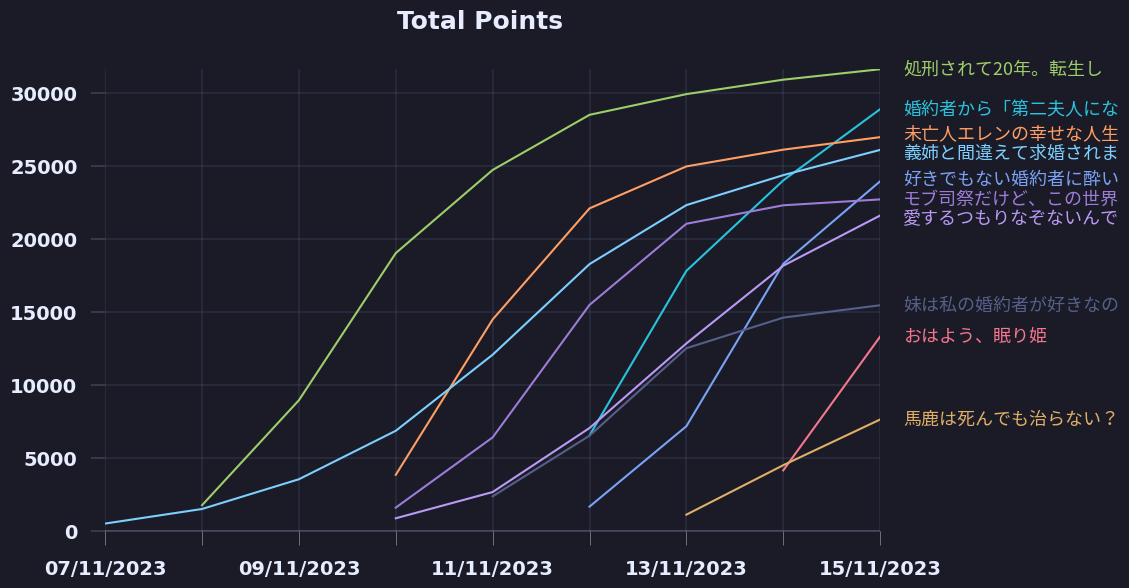 Total Points
30000
25000
20000
15000
10000
5000
0
07/11/2023
09/11/2023
11/11/2023
13/11/2023
15/11/2023
処刑されて20年。転生し
婚約者から「第二夫人にな
未亡人エレンの幸せな人生
義姉と間違えて求婚されま
好きでもない婚約者に酔い
モブ司祭だけど、この世界
愛するつもりなぞないんで
妹は私の婚約者が好きなの
おはよう、眠り姫
馬鹿は死んでも治らない？